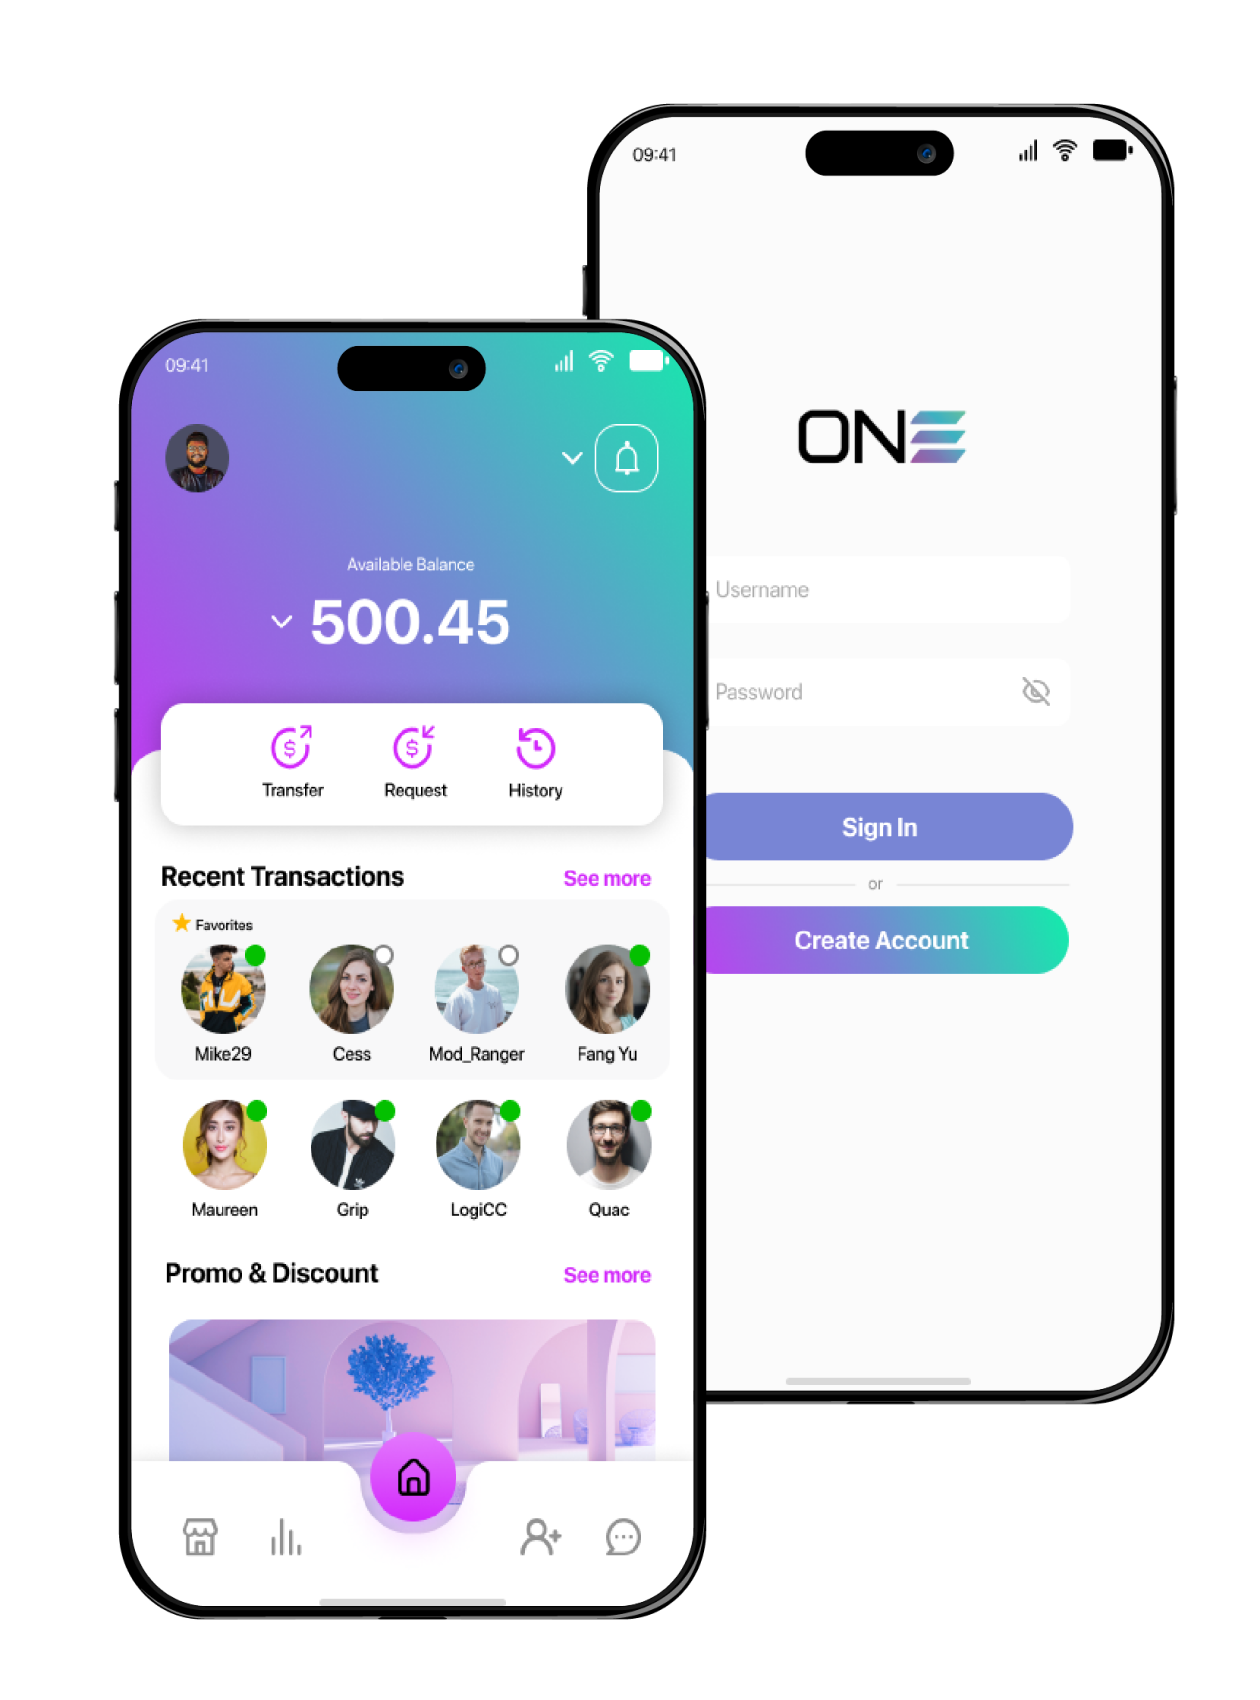 09:41
ONE
Username
Password
Sign In
or
Create Account
09:41
Available Balance
500.45
$ $
Transfer Request History
Recent Transactions See more
Favorites
Mike29 Cess Mod_Ranger Fang Yu
Maureen Grip LogiCC Quac
Promo & Discount See more